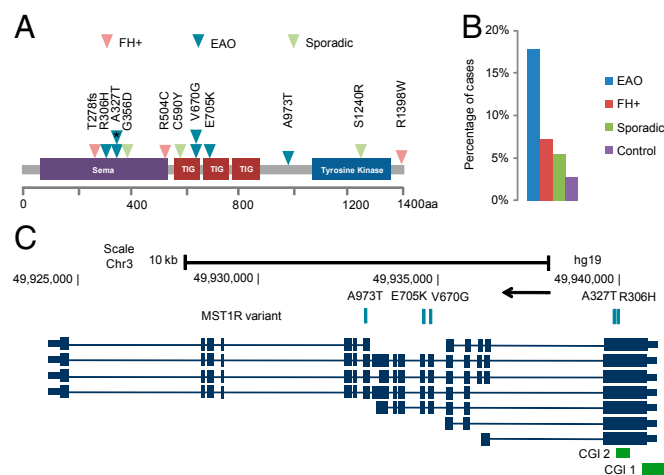 A
FH+
EAO
Sporadic
T278fs
R306H
A327T
G356D
R504C
C590Y
V670G
E705K
A973T
S1240R
R1398W
*
Sema
TIG
TIG
TIG
Tyrosine Kinase
0
400
800
1200
1400aa
B
Percentage of cases
20%
15%
10%
5%
0%
EAO
FH+
Sporadic
Control
C
Scale
Chr3
10 kb
hg19
49,925,000
49,930,000
49,935,000
49,940,000
MST1R variant
A973T
E705K
V670G
A327T
R306H
CGI 2
CGI 1